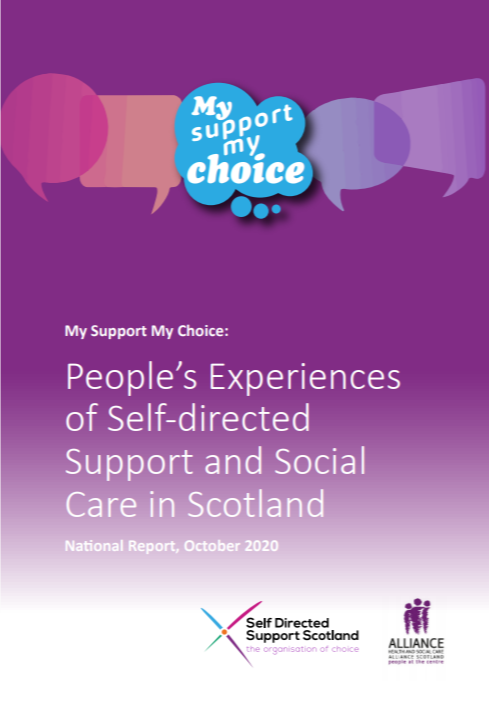 My
support
my
choice
My Support My Choice:
People’s Experiences
of Self-directed
Support and Social
Care in Scotland
National Report, October 2020
Self Directed
Support Scotland
the organisation of choice
ALLIANCE
HEALTH AND SOCIAL CARE
ALLIANCE SCOTLAND
people at the centre